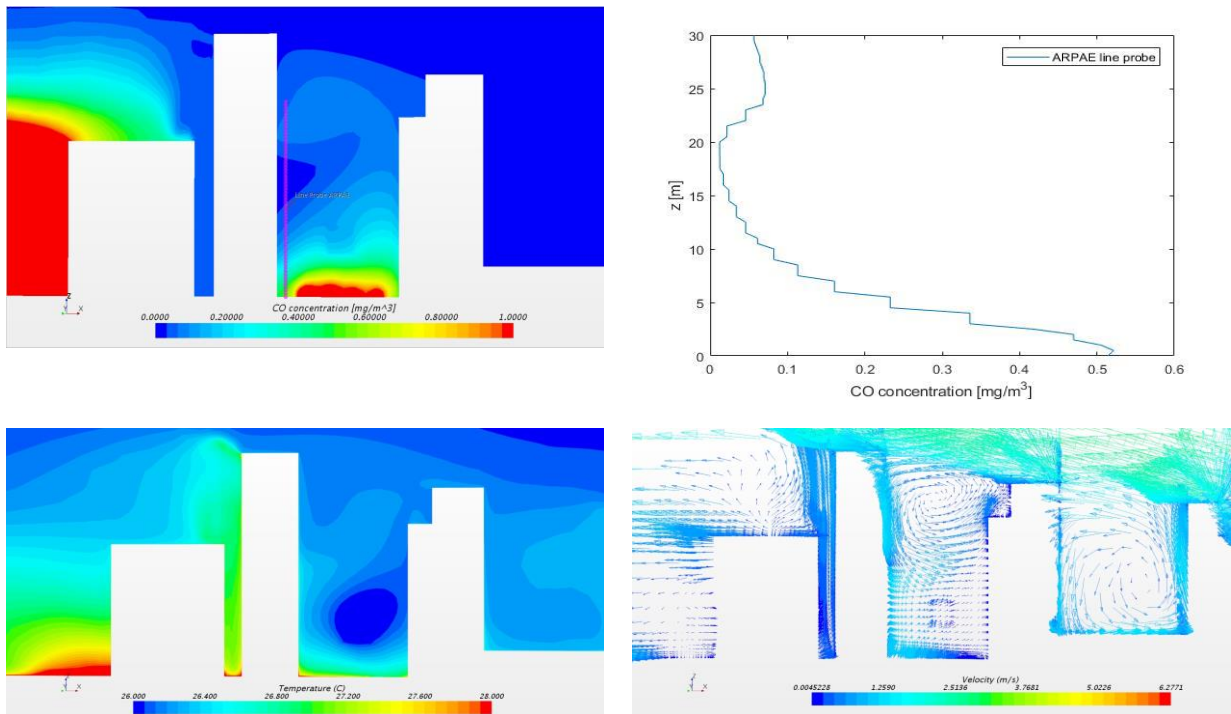 Line Probe ARPAE
Z
Y X
CO concentration [mg/m^3]
0.0000 0.20000 0.40000 0.60000 0.80000 1.0000
30
25
20
15
10
5
0
z [m]
ARPAE line probe
0 0.1 0.2 0.3 0.4 0.5 0.6
CO concentration [mg/m³]
Z
Y X
Temperature (C)
26.000 26.400 26.800 27.200 27.600 28.000
Z
Y X
Velocity (m/s)
0.0045228 1.2590 2.5136 3.7681 5.0226 6.2771